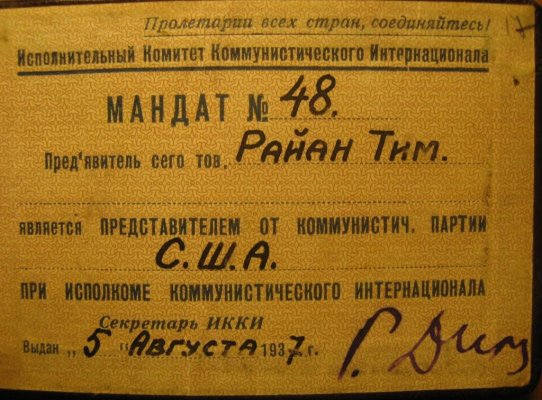 Пролетарии всех стран, соединяйтесь!
Исполнительный Комитет Коммунистического Интернационала
МАНДАТ № 48.
Пред'явитель сего тов. Райан Тим.
является ПРЕДСТАВИТЕЛЕМ ОТ КОММУНИСТИЧ. ПАРТИИ
С.Ш.А.
ПРИ ИСПОЛКОМЕ КОММУНИСТИЧЕСКОГО ИНТЕРНАЦИОНАЛА
Секретарь ИККИ
Выдан „5 "Августа 1937 г. Г. Дим